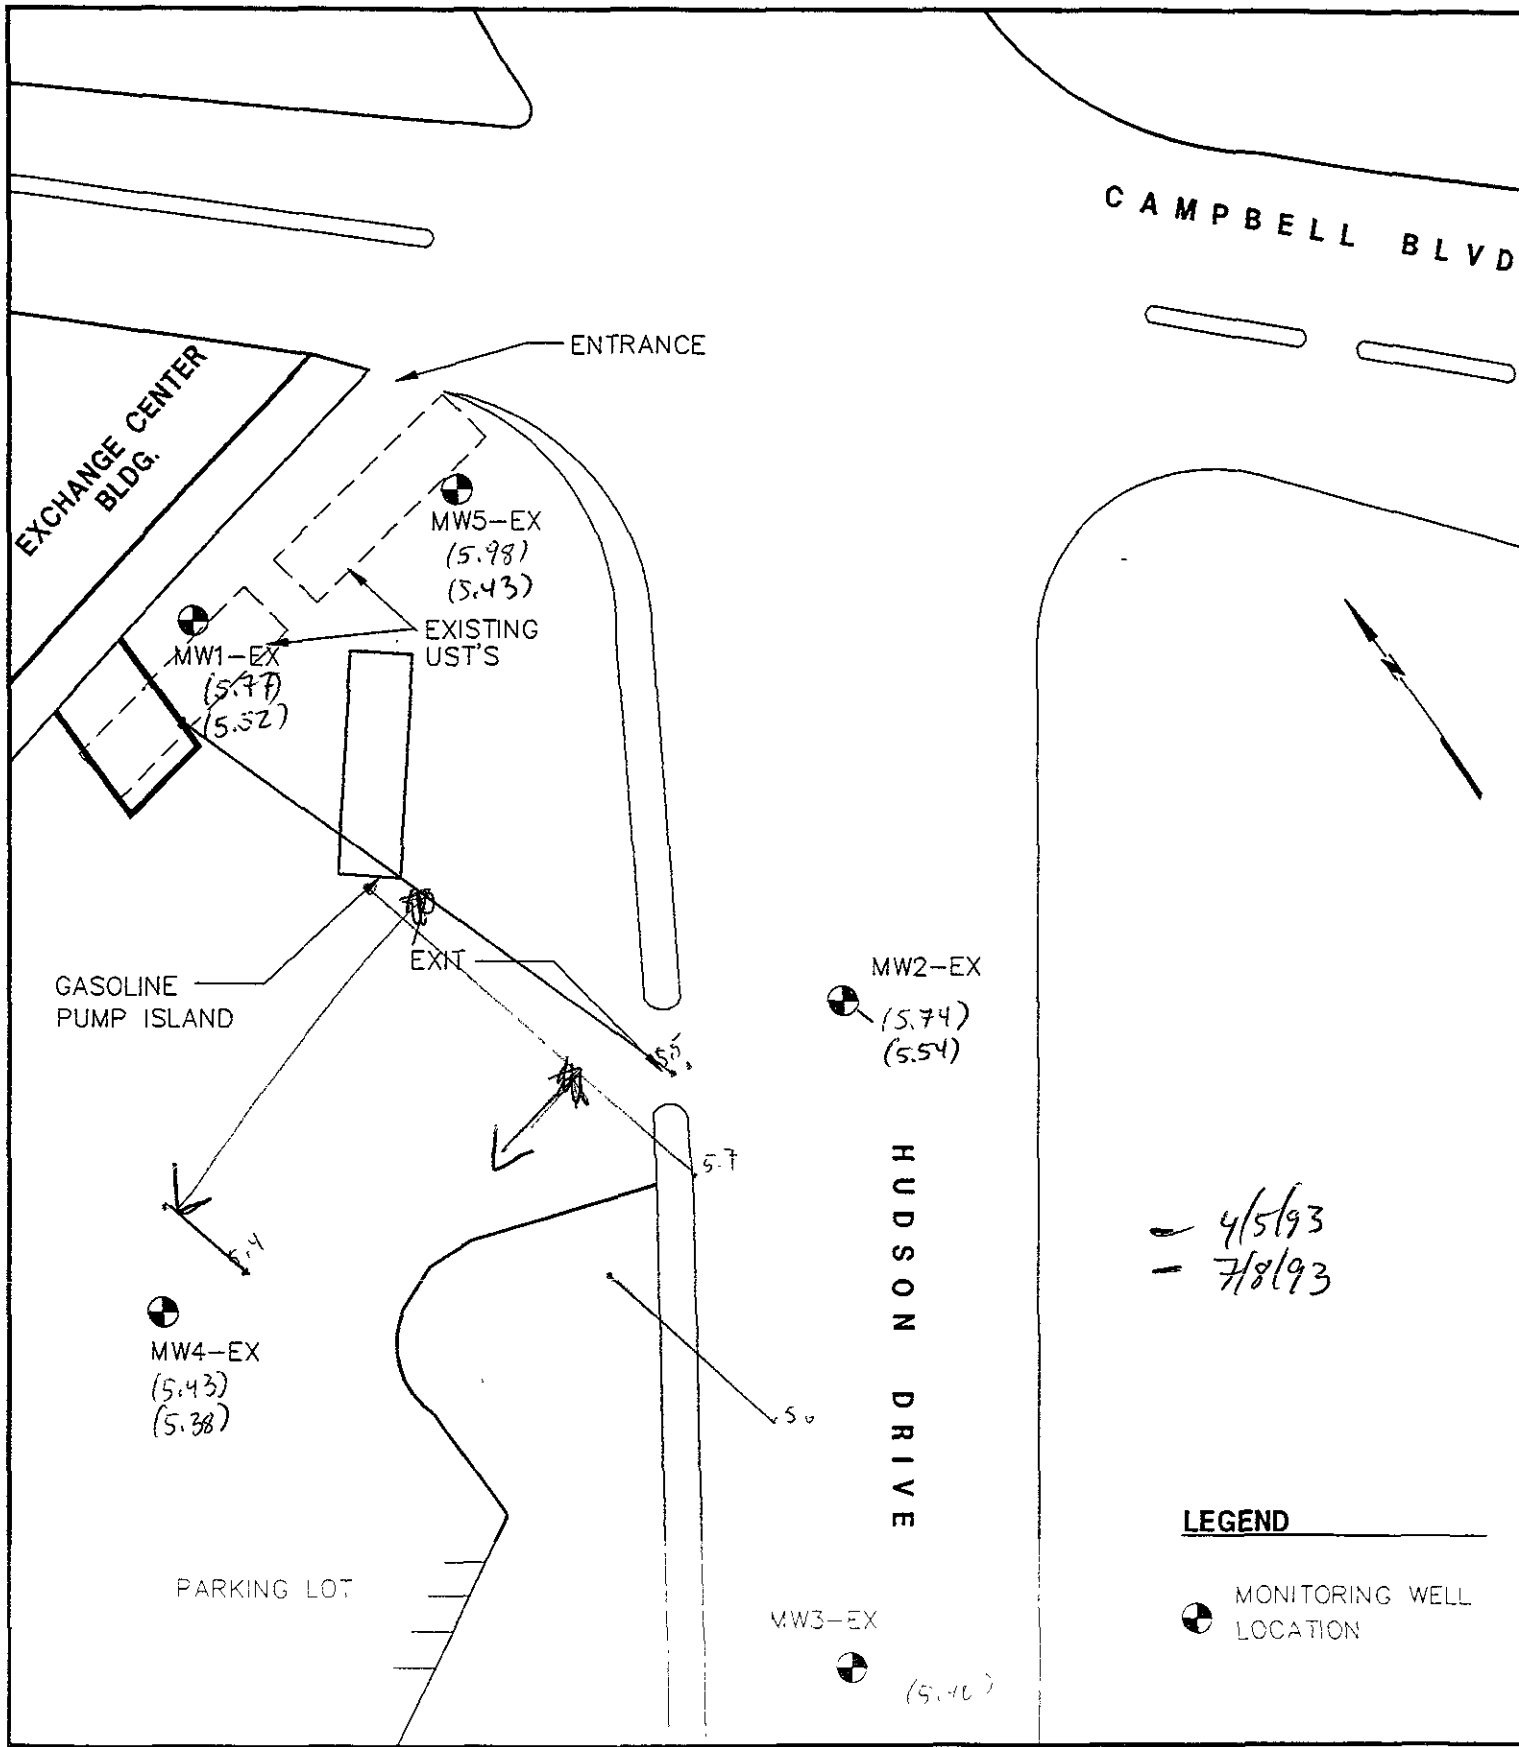 CAMPBELL BLVD
ENTRANCE
EXCHANGE CENTER
BLDG.
MW5-EX
(5.98)
(5.43)
EXISTING
UST'S
MW1-EX
(5.77)
(5.52)
N
GASOLINE
PUMP ISLAND
EXIT
MW2-EX
(5.74)
(5.54)
5.5
5.7
HUDSON DRIVE
4/5/93
7/8/93
5.4
MW4-EX
(5.43)
(5.38)
LEGEND
MONITORING WELL
LOCATION
PARKING LOT
MW3-EX